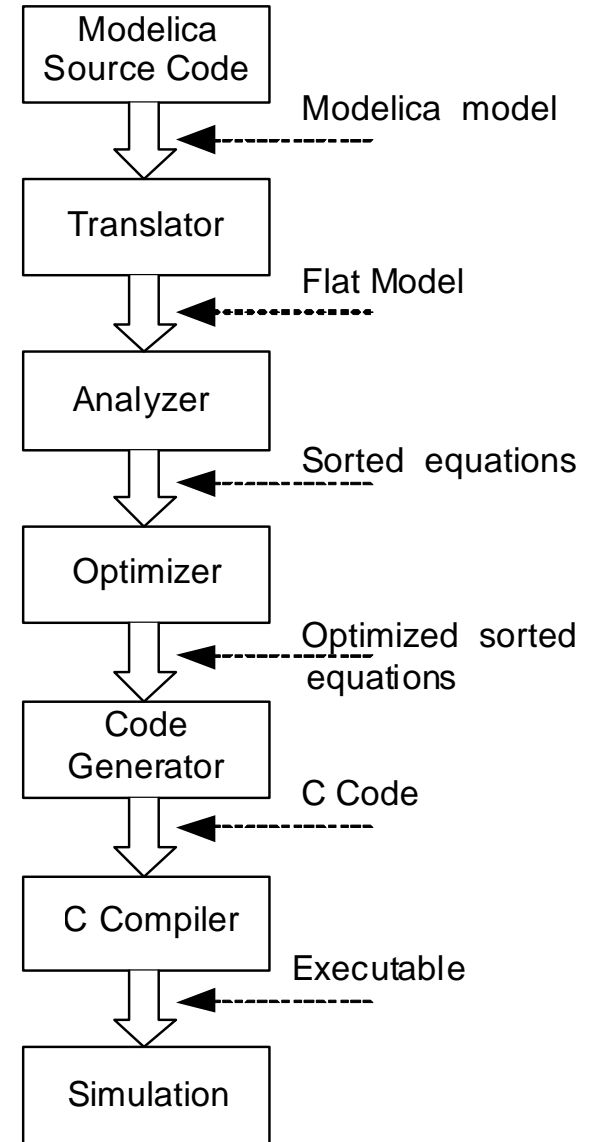 Modelica
Source Code
Modelica model
Translator
Flat Model
Analyzer
Sorted equations
Optimizer
Optimized sorted
equations
Code
Generator
C Code
C Compiler
Executable
Simulation